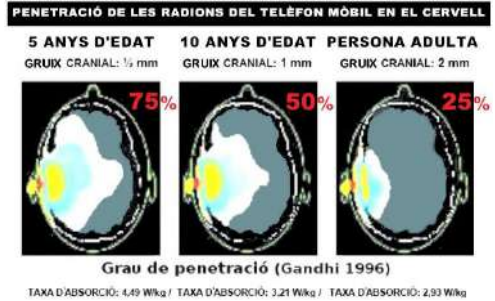 PENETRACIÓ DE LES RADIONS DEL TELÈFON MÒBIL EN EL CERVELL
5 ANYS D'EDAT 10 ANYS D'EDAT PERSONA ADULTA
GRUIX CRANIAL: ½ mm GRUIX CRANIAL: 1 mm GRUIX CRANIAL: 2 mm
75% 50% 25%
Grau de penetració (Gandhi 1996)
TAXA D'ABSORCIÓ: 4,49 W/kg / TAXA D'ABSORCIÓ: 3,21 W/kg / TAXA D'ABSORCIÓ: 2,93 W/kg